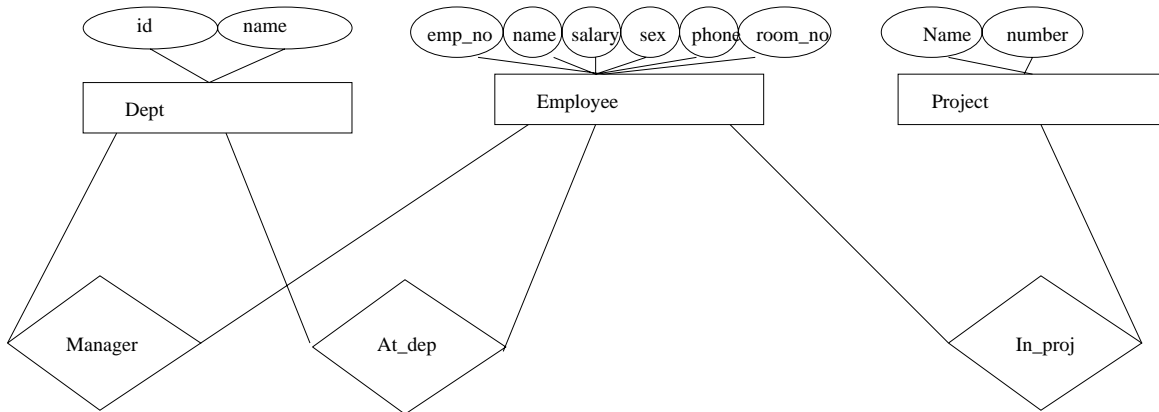 id name emp_no name salary sex phone room_no Name number
Dept Employee Project
Manager At_dep In_proj